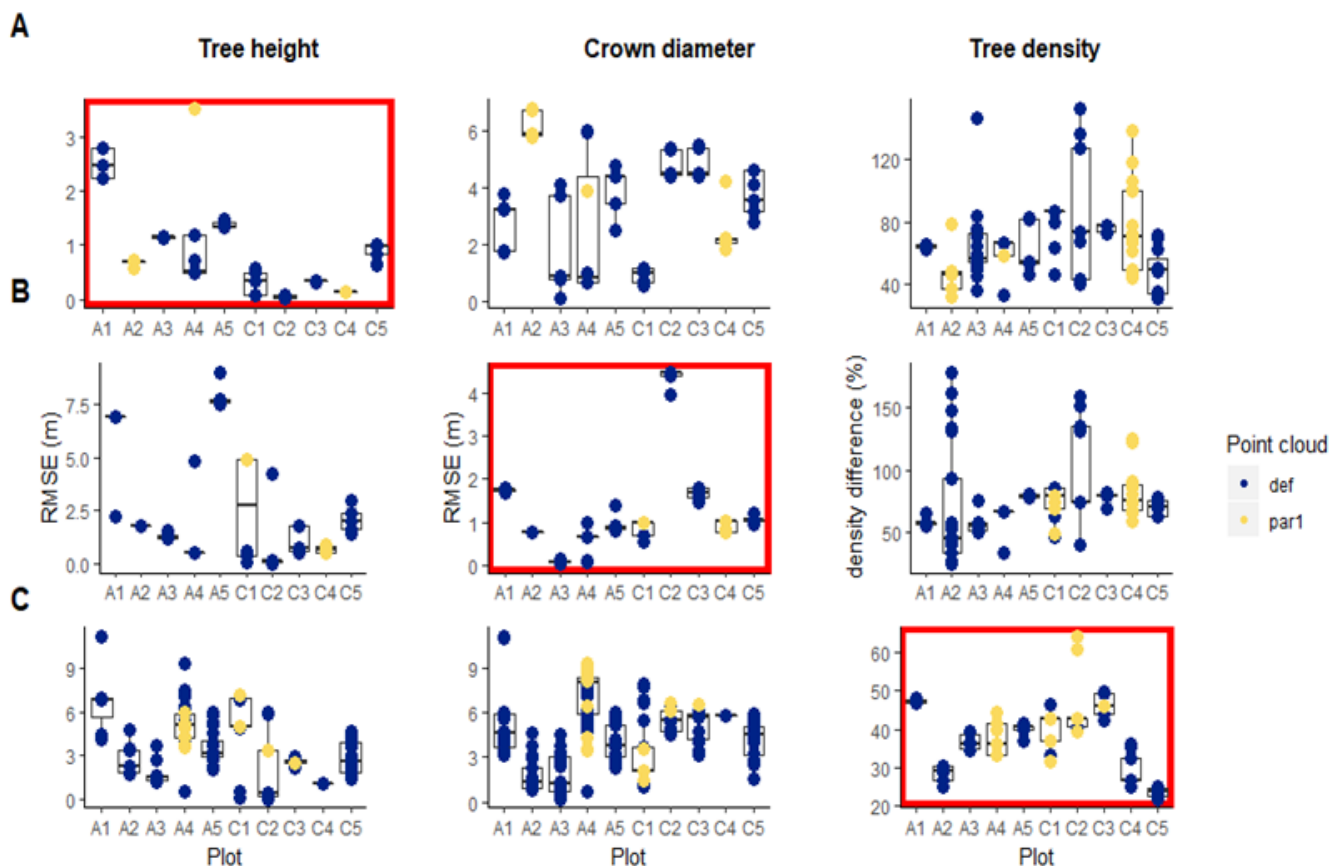 A
Tree height Crown diameter Tree density
3
2
1
0
6
4
2
0
120
80
40
A1 A2 A3 A4 A5 C1 C2 C3 C4 C5
A1 A2 A3 A4 A5 C1 C2 C3 C4 C5
A1 A2 A3 A4 A5 C1 C2 C3 C4 C5
B
RMSE (m)
7.5
5.0
2.5
0.0
RMSE (m)
4
3
2
1
0
density difference (%)
150
100
50
A1 A2 A3 A4 A5 C1 C2 C3 C4 C5
A1 A2 A3 A4 A5 C1 C2 C3 C4 C5
A1 A2 A3 A4 A5 C1 C2 C3 C4 C5
Point cloud
def
par1
C
9
6
3
0
9
6
3
0
60
50
40
30
20
A1 A2 A3 A4 A5 C1 C2 C3 C4 C5
A1 A2 A3 A4 A5 C1 C2 C3 C4 C5
A1 A2 A3 A4 A5 C1 C2 C3 C4 C5
Plot Plot Plot